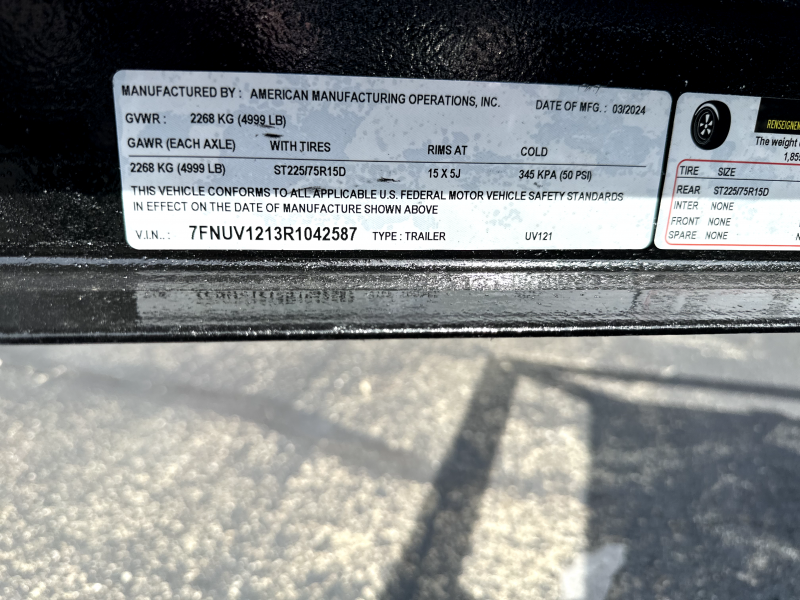 MANUFACTURED BY : AMERICAN MANUFACTURING OPERATIONS, INC. DATE OF MFG. : 03/2024
GVWR : 2268 KG (4999 LB)
GAWR (EACH AXLE) WITH TIRES RIMS AT COLD
2268 KG (4999 LB) ST225/75R15D 15 X 5J 345 KPA (50 PSI)
THIS VEHICLE CONFORMS TO ALL APPLICABLE U.S. FEDERAL MOTOR VEHICLE SAFETY STANDARDS
IN EFFECT ON THE DATE OF MANUFACTURE SHOWN ABOVE
V.I.N.. : 7FNUV1213R1042587 TYPE : TRAILER UV121
The weight
TIRE SIZE
REAR ST225/75R15D
INTER NONE
FRONT NONE
SPARE NONE